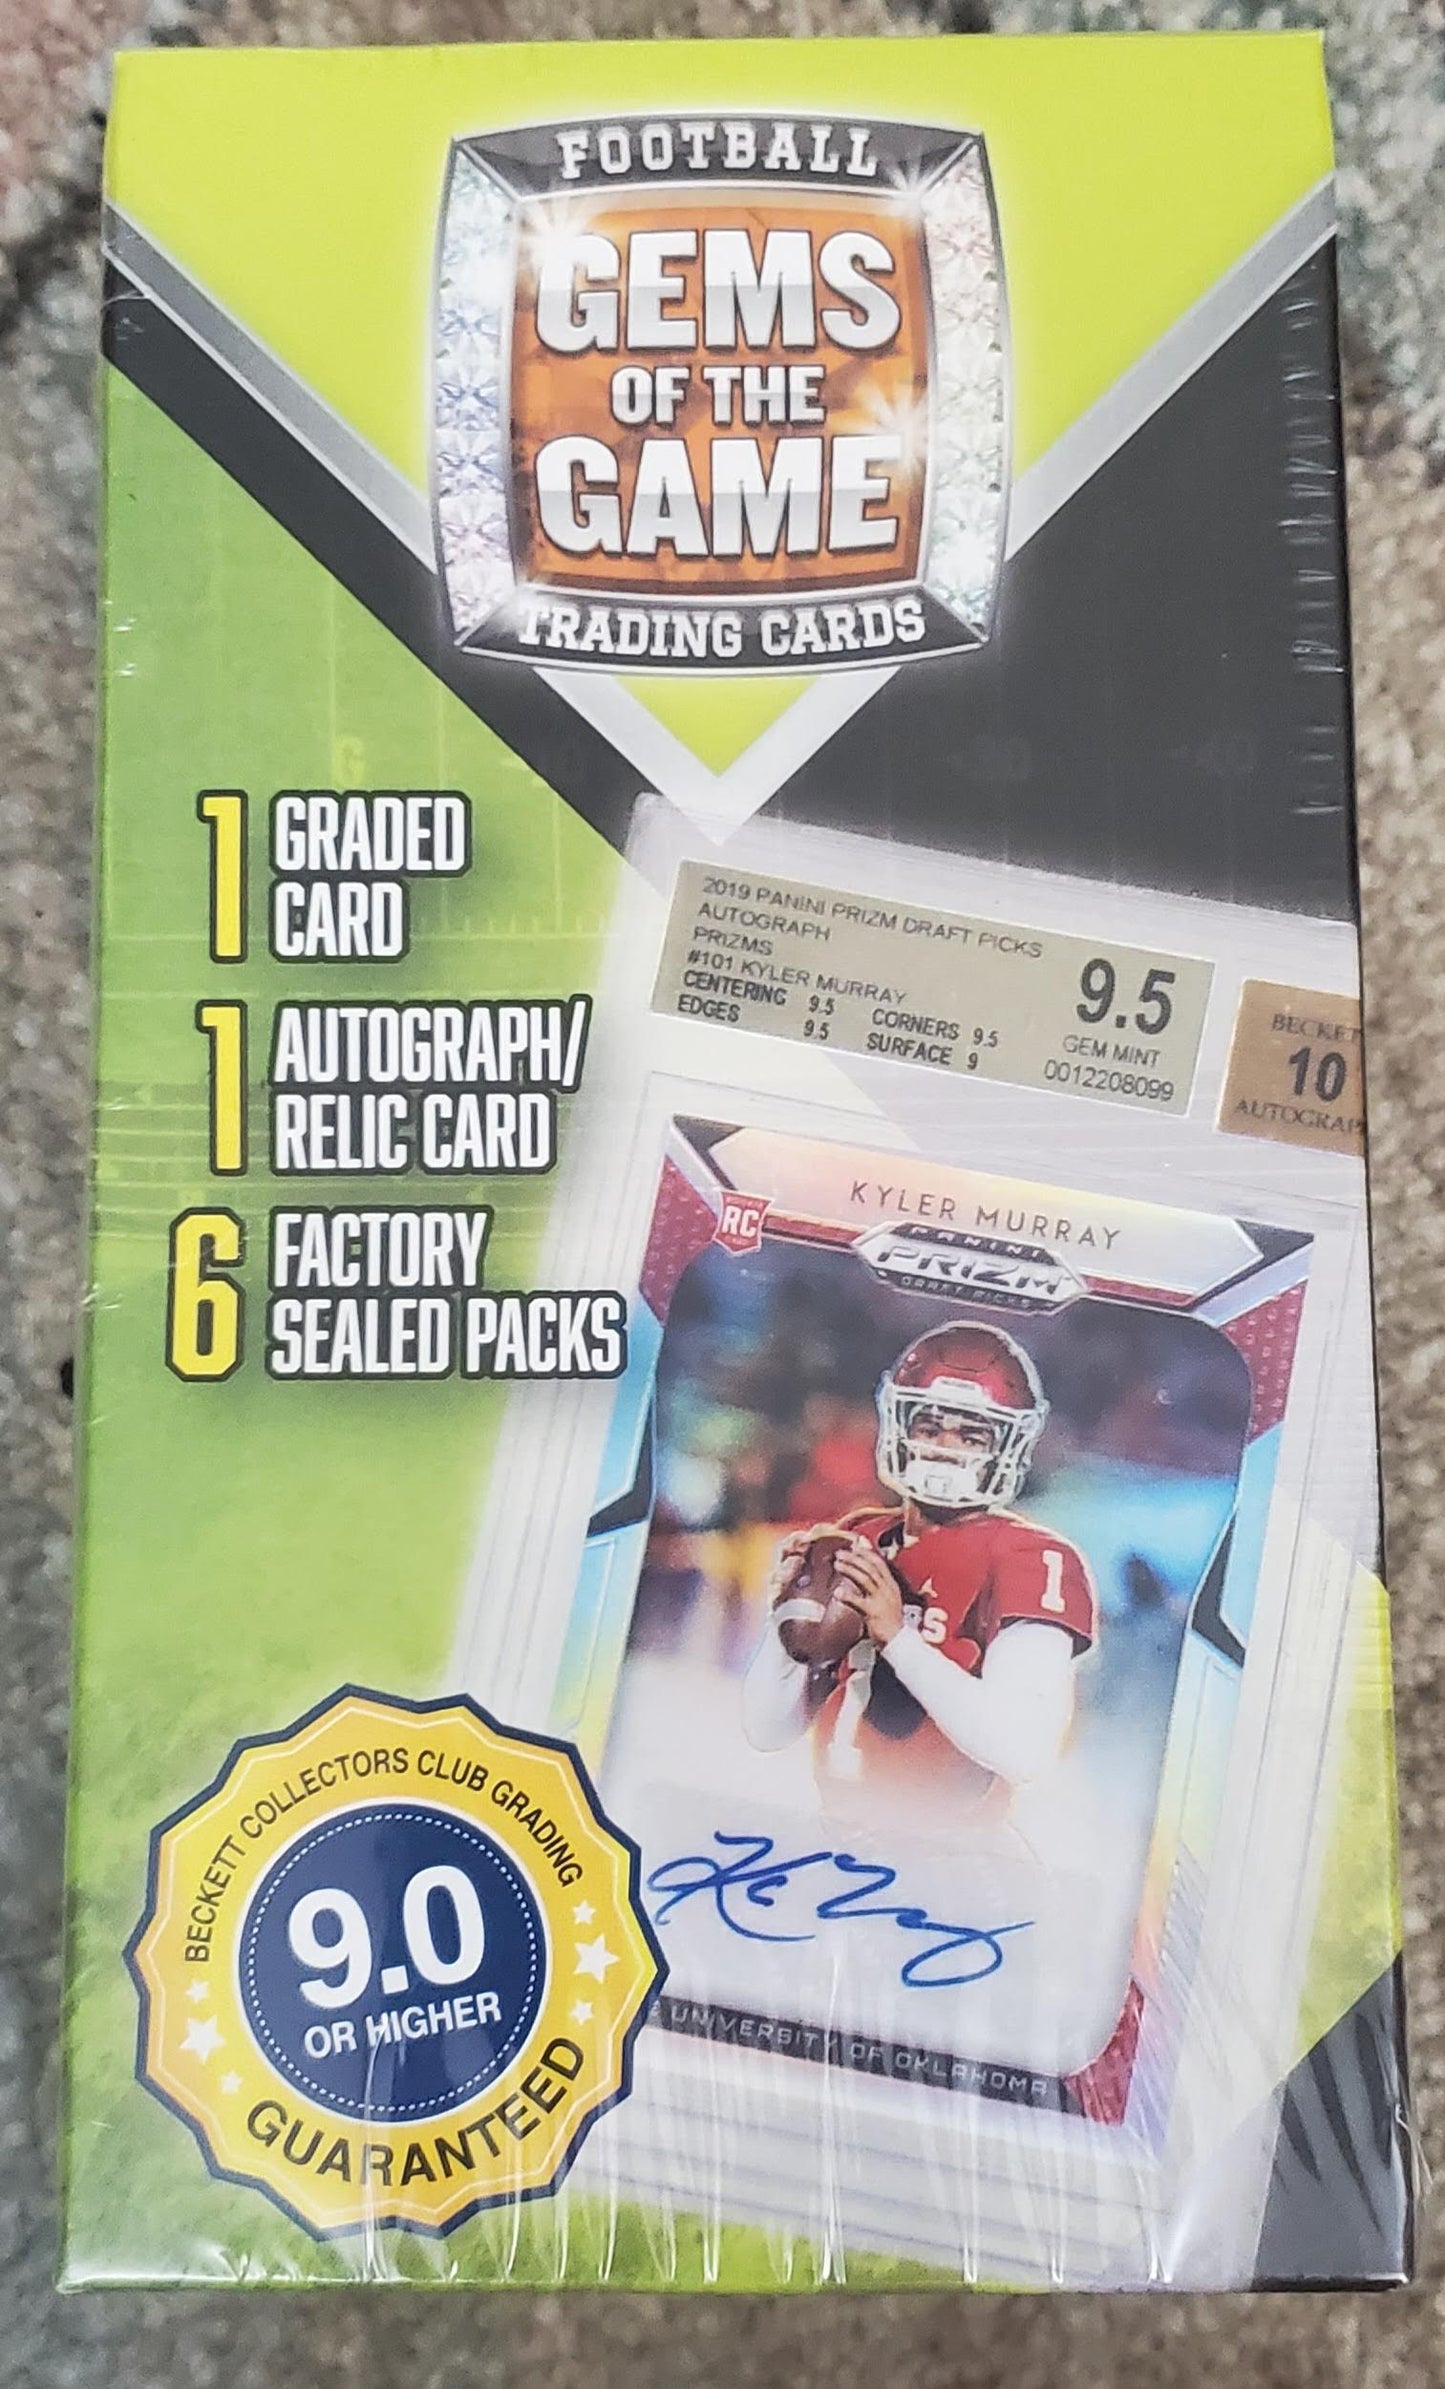 FOOTBALL
GEMS
OF THE
GAME
TRADING CARDS
1 GRADED
CARD
1 AUTOGRAPH/
RELIC CARD
6 FACTORY
SEALED PACKS
2019 PANINI PRIZM DRAFT PICKS
AUTOGRAPH
PRIZMS
#101 KYLER MURRAY
CENTERING 9.5 CORNERS 9.5
EDGES 9.5 SURFACE 9
9.5
GEM MINT
0012208099
BECKET
10
AUTOGRAP
KYLER MURRAY
RC
PANINI
PRIZM
DRAFT PICKS
1
1
UNIVERSITY OF OKLAHOMA
BECKETT COLLECTORS CLUB GRADING
9.0
OR HIGHER
GUARANTEED